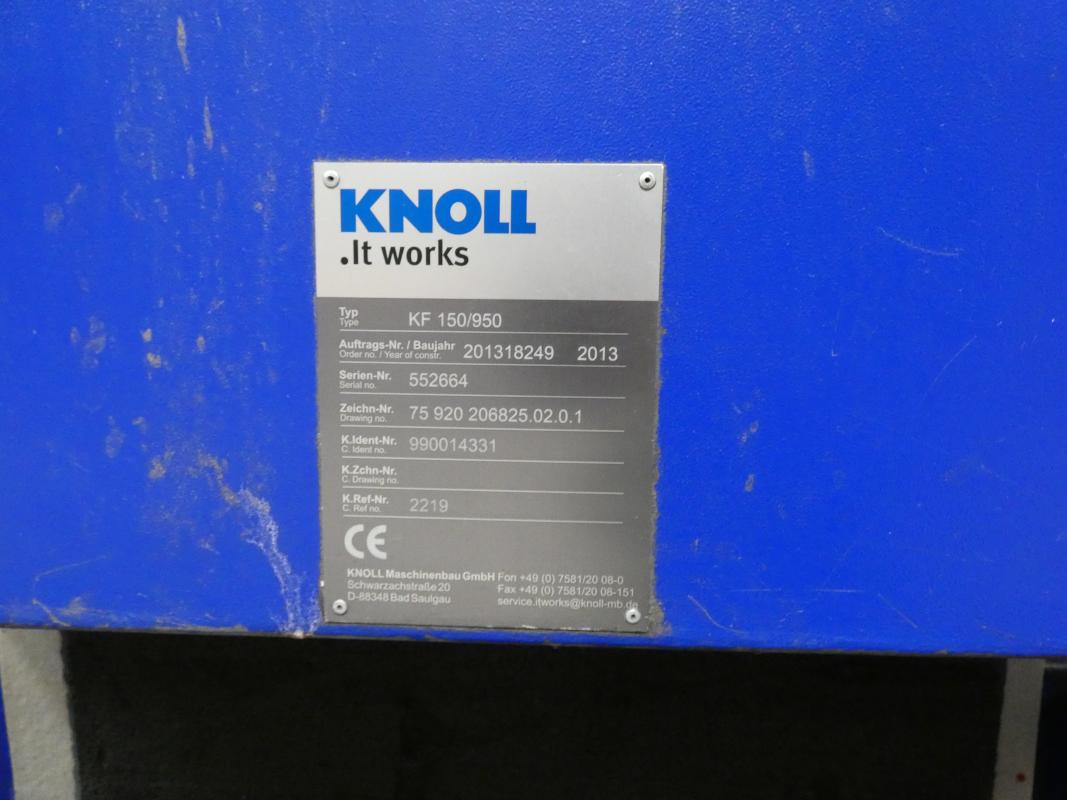 KNOLL
.It works
Typ
Type
KF 150/950
Auftrags-Nr. / Baujahr
Order no. / Year of constr.
201318249 2013
Serien-Nr.
Serial no.
552664
Zeichn-Nr.
Drawing no.
75 920 206825.02.0.1
K.Ident-Nr.
C. Ident no.
990014331
K.Zchn-Nr.
C. Drawing no.
K.Ref-Nr.
C. Ref no.
2219
CE
KNOLL Maschinenbau GmbH Fon +49 (0) 7581/20 08-0
Schwarzachstraße 20 Fax +49 (0) 7581/20 08-151
D-88348 Bad Saulgau service.itworks@knoll-mb.de